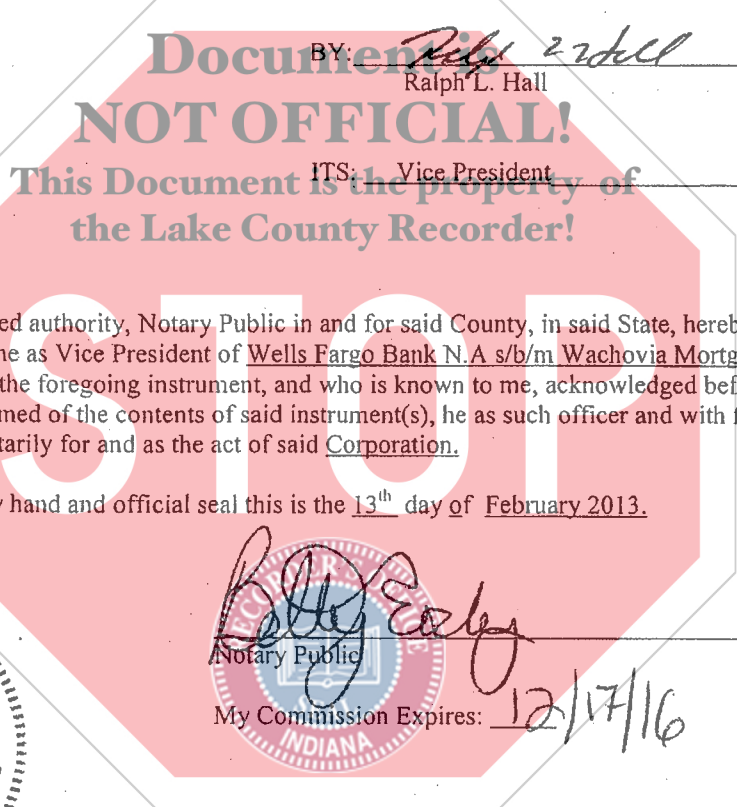 Document is
BY:
Ralph L. Hall
NOT OFFICIAL!
ITS: Vice President
This Document is the property of
the Lake County Recorder!
STOP
ed authority, Notary Public in and for said County, in said State, hereb
ne as Vice President of Wells Fargo Bank N.A s/b/m Wachovia Mortg
the foregoing instrument, and who is known to me, acknowledged bef
med of the contents of said instrument(s), he as such officer and with f
tarily for and as the act of said Corporation.
hand and official seal this is the 13th day of February 2013.
RECORDER'S OFFICE
Notary Public
SEAL
My Commission Expires: 12/17/16
INDIANA